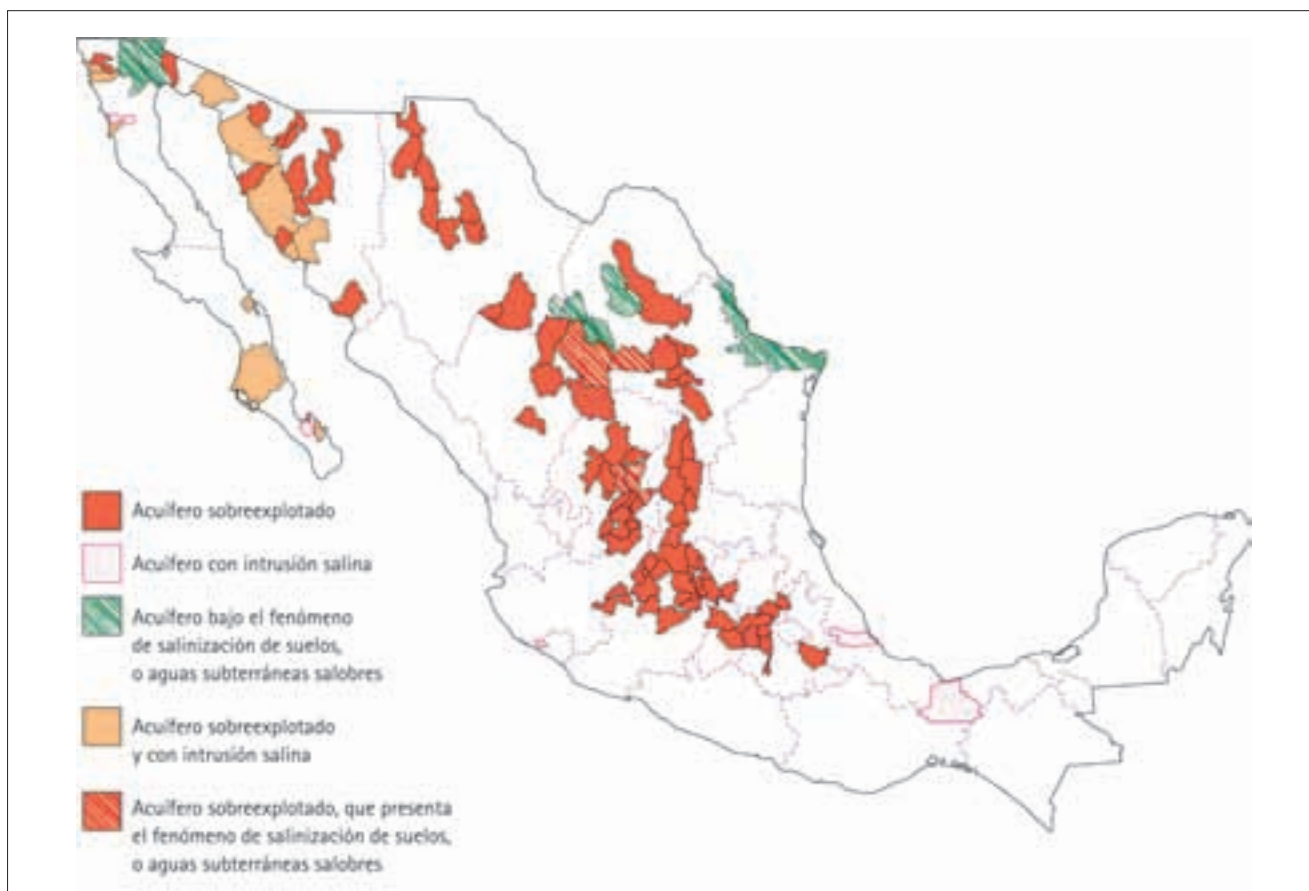 Acuífero sobreexplotado
Acuífero con intrusión salina
Acuífero bajo el fenómeno
de salinización de suelos,
o aguas subterráneas salobres
Acuífero sobreexplotado
y con intrusión salina
Acuífero sobreexplotado, que presenta
el fenómeno de salinización de suelos,
o aguas subterráneas salobres